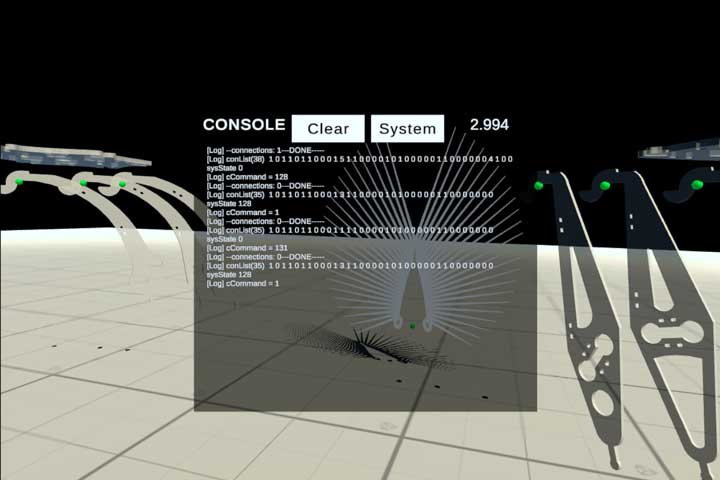 CONSOLE Clear System 2.994
[Log] --connections: 1---DONE-----
[Log] conList(38) 1 0 1 1 0 1 1 0 0 0 1 5 1 1 0 0 0 0 1 0 1 0 0 0 0 0 1 1 0 0 0 0 0 0 0 4 1 0 0
sysState 0
[Log] cCommand = 128
[Log] --connections: 0---DONE-----
[Log] conList(35) 1 0 1 1 0 1 1 0 0 0 1 3 1 1 0 0 0 0 1 0 1 0 0 0 0 0 1 1 0 0 0 0 0 0 0
sysState 128
[Log] cCommand = 1
[Log] --connections: 0---DONE-----
[Log] conList(35) 1 0 1 1 0 1 1 0 0 0 1 1 1 1 0 0 0 0 1 0 1 0 0 0 0 0 1 1 0 0 0 0 0 0 0
sysState 0
[Log] cCommand = 131
[Log] --connections: 0---DONE-----
[Log] conList(35) 1 0 1 1 0 1 1 0 0 0 1 3 1 1 0 0 0 0 1 0 1 0 0 0 0 0 1 1 0 0 0 0 0 0 0
sysState 128
[Log] cCommand = 1